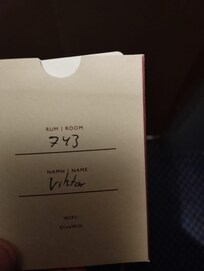 RUM | ROOM
743
NAMN | NAME
Viktor